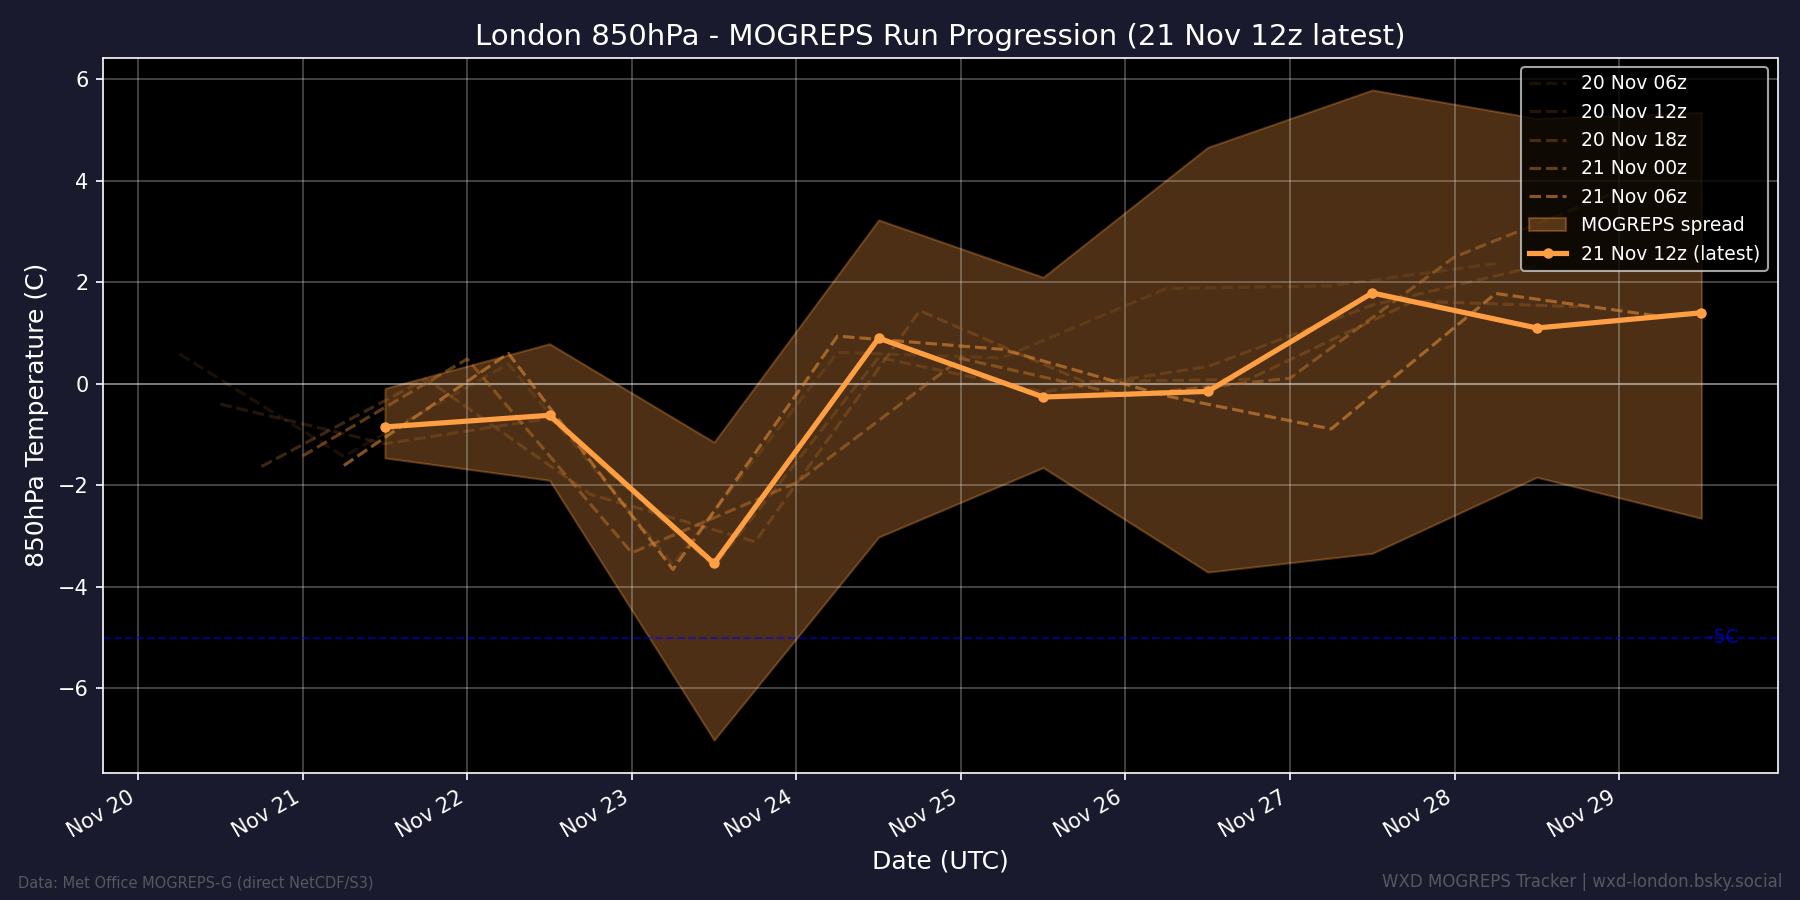 London 850hPa - MOGREPS Run Progression (21 Nov 12z latest)
20 Nov 06z
20 Nov 12z
20 Nov 18z
21 Nov 00z
21 Nov 06z
MOGREPS spread
21 Nov 12z (latest)
850hPa Temperature (C)
6
4
2
0
−2
−4
−6
-5C
Nov 20
Nov 21
Nov 22
Nov 23
Nov 24
Nov 25
Nov 26
Nov 27
Nov 28
Nov 29
Date (UTC)
Data: Met Office MOGREPS-G (direct NetCDF/S3)
WXD MOGREPS Tracker | wxd-london.bsky.social